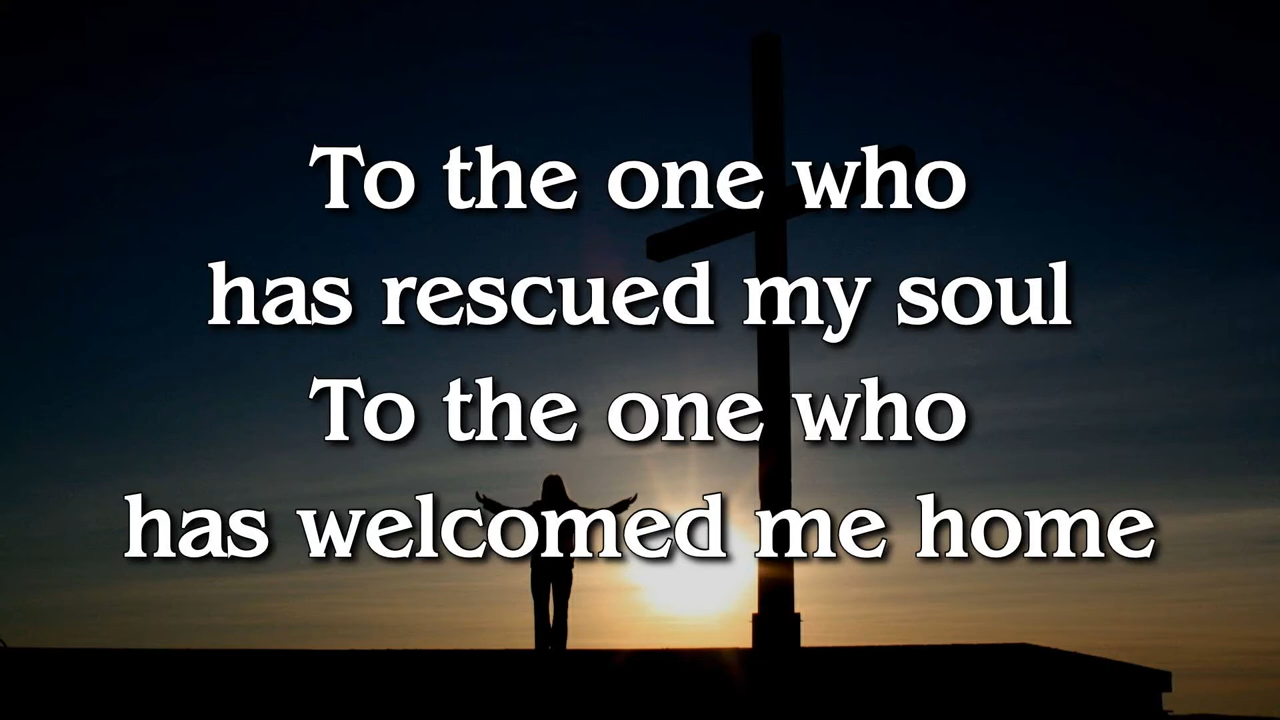 To the one who
has rescued my soul
To the one who
has welcomed me home